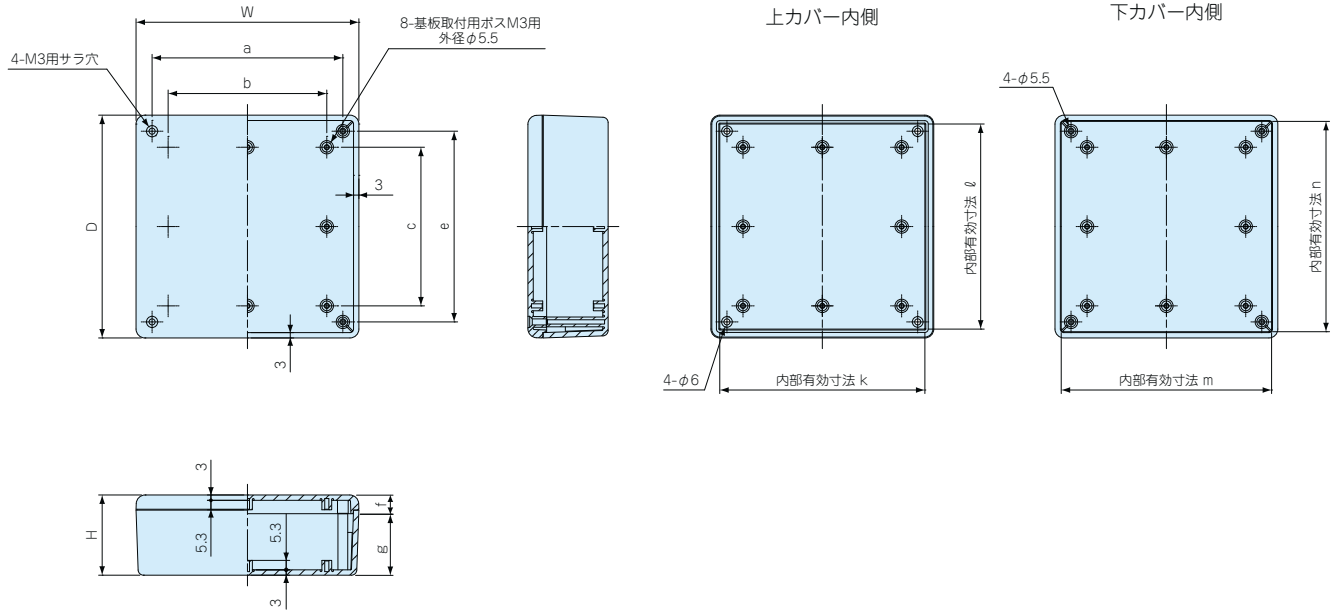 上カバー内側
下カバー内側
W
a
b
8-基板取付用ボスM3用
外径φ5.5
4-M3用サラ穴
D
c
e
3
3
4-φ6
内部有効寸法 k
内部有効寸法 ℓ
4-φ5.5
内部有効寸法 m
内部有効寸法 n
H
3
5.3
5.3
3
f
g